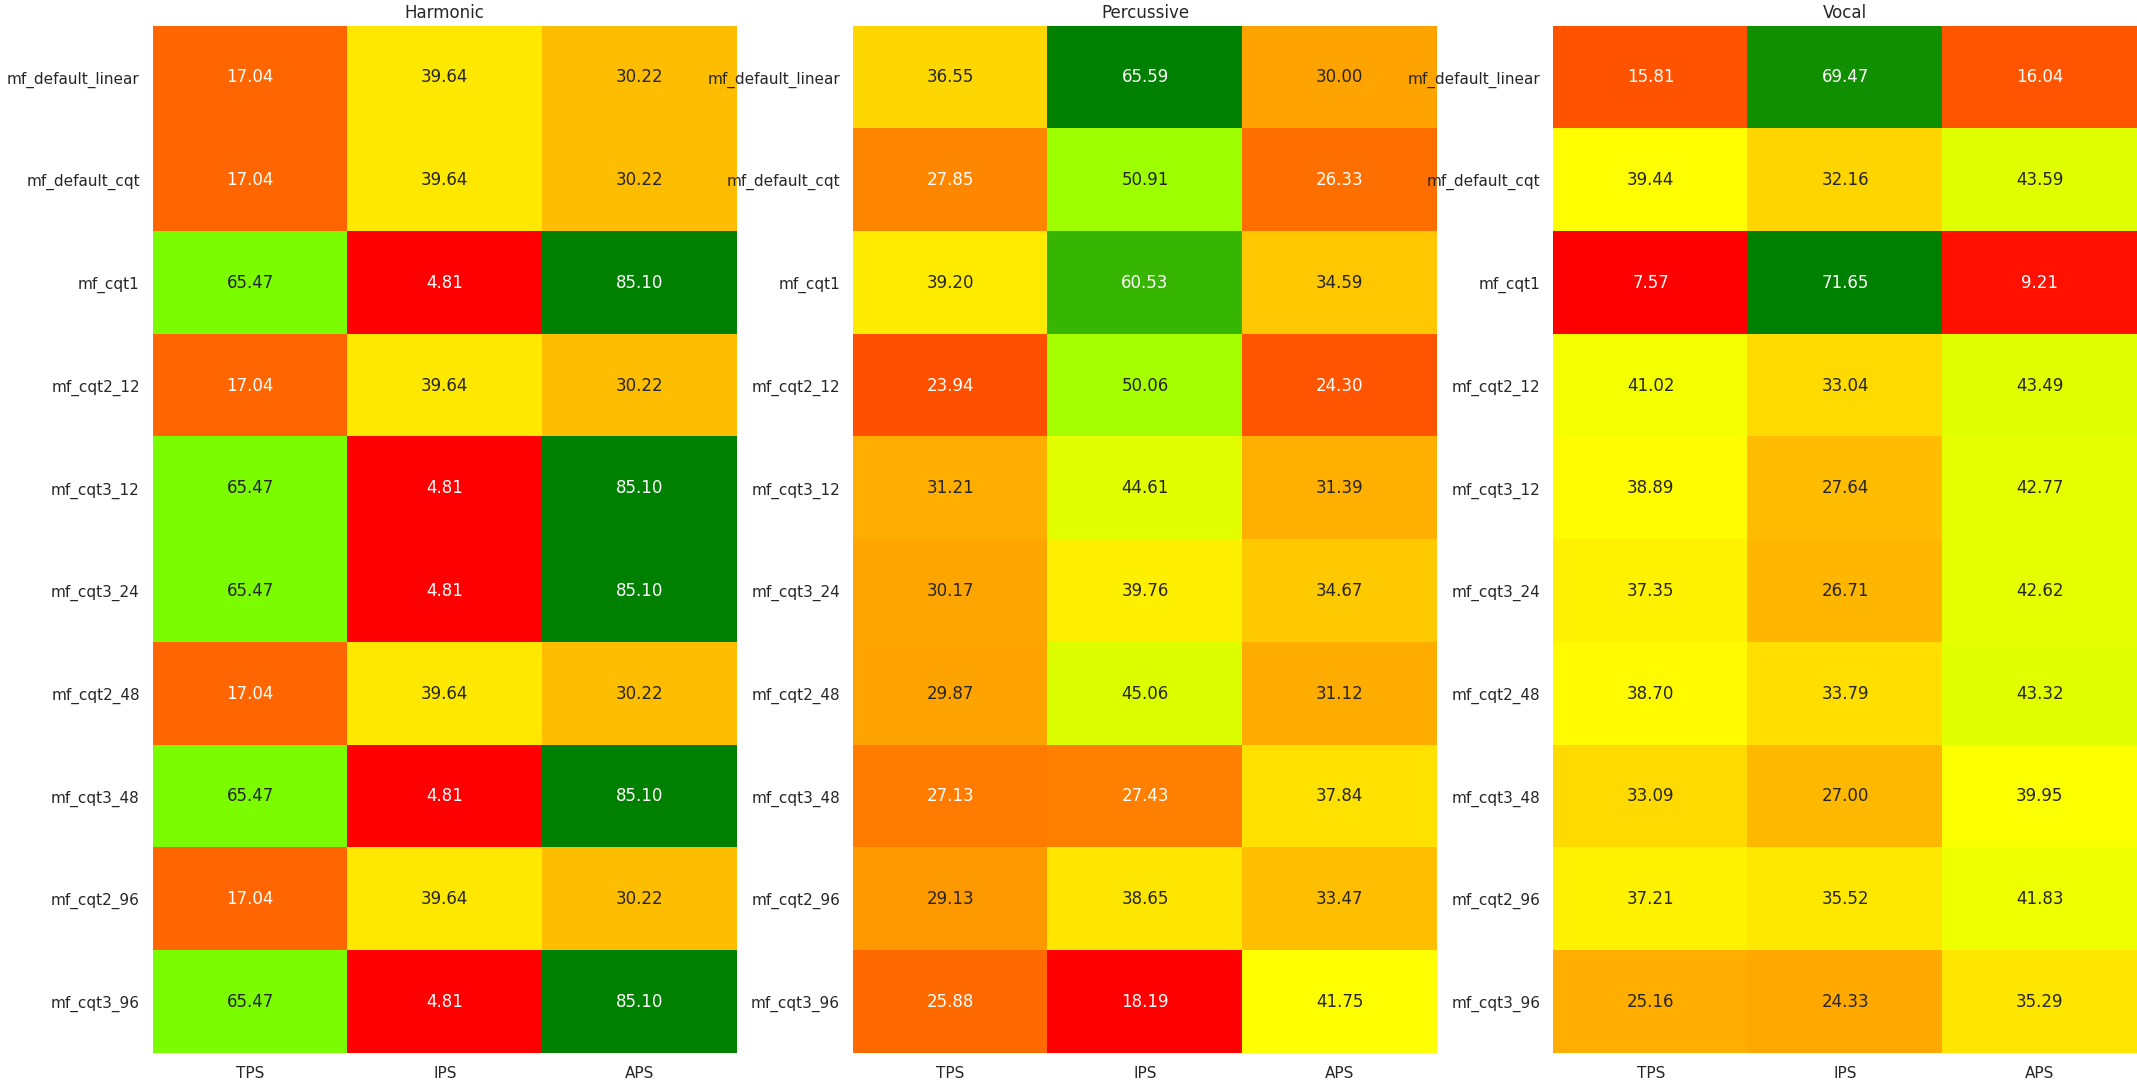 Harmonic Percussive Vocal
mf_default_linear 17.04 39.64 30.22 mf_default_linear 36.55 65.59 30.00 mf_default_linear 15.81 69.47 16.04
mf_default_cqt 17.04 39.64 30.22 mf_default_cqt 27.85 50.91 26.33 mf_default_cqt 39.44 32.16 43.59
mf_cqt1 65.47 4.81 85.10 mf_cqt1 39.20 60.53 34.59 mf_cqt1 7.57 71.65 9.21
mf_cqt2_12 17.04 39.64 30.22 mf_cqt2_12 23.94 50.06 24.30 mf_cqt2_12 41.02 33.04 43.49
mf_cqt3_12 65.47 4.81 85.10 mf_cqt3_12 31.21 44.61 31.39 mf_cqt3_12 38.89 27.64 42.77
mf_cqt3_24 65.47 4.81 85.10 mf_cqt3_24 30.17 39.76 34.67 mf_cqt3_24 37.35 26.71 42.62
mf_cqt2_48 17.04 39.64 30.22 mf_cqt2_48 29.87 45.06 31.12 mf_cqt2_48 38.70 33.79 43.32
mf_cqt3_48 65.47 4.81 85.10 mf_cqt3_48 27.13 27.43 37.84 mf_cqt3_48 33.09 27.00 39.95
mf_cqt2_96 17.04 39.64 30.22 mf_cqt2_96 29.13 38.65 33.47 mf_cqt2_96 37.21 35.52 41.83
mf_cqt3_96 65.47 4.81 85.10 mf_cqt3_96 25.88 18.19 41.75 mf_cqt3_96 25.16 24.33 35.29
TPS IPS APS TPS IPS APS TPS IPS APS